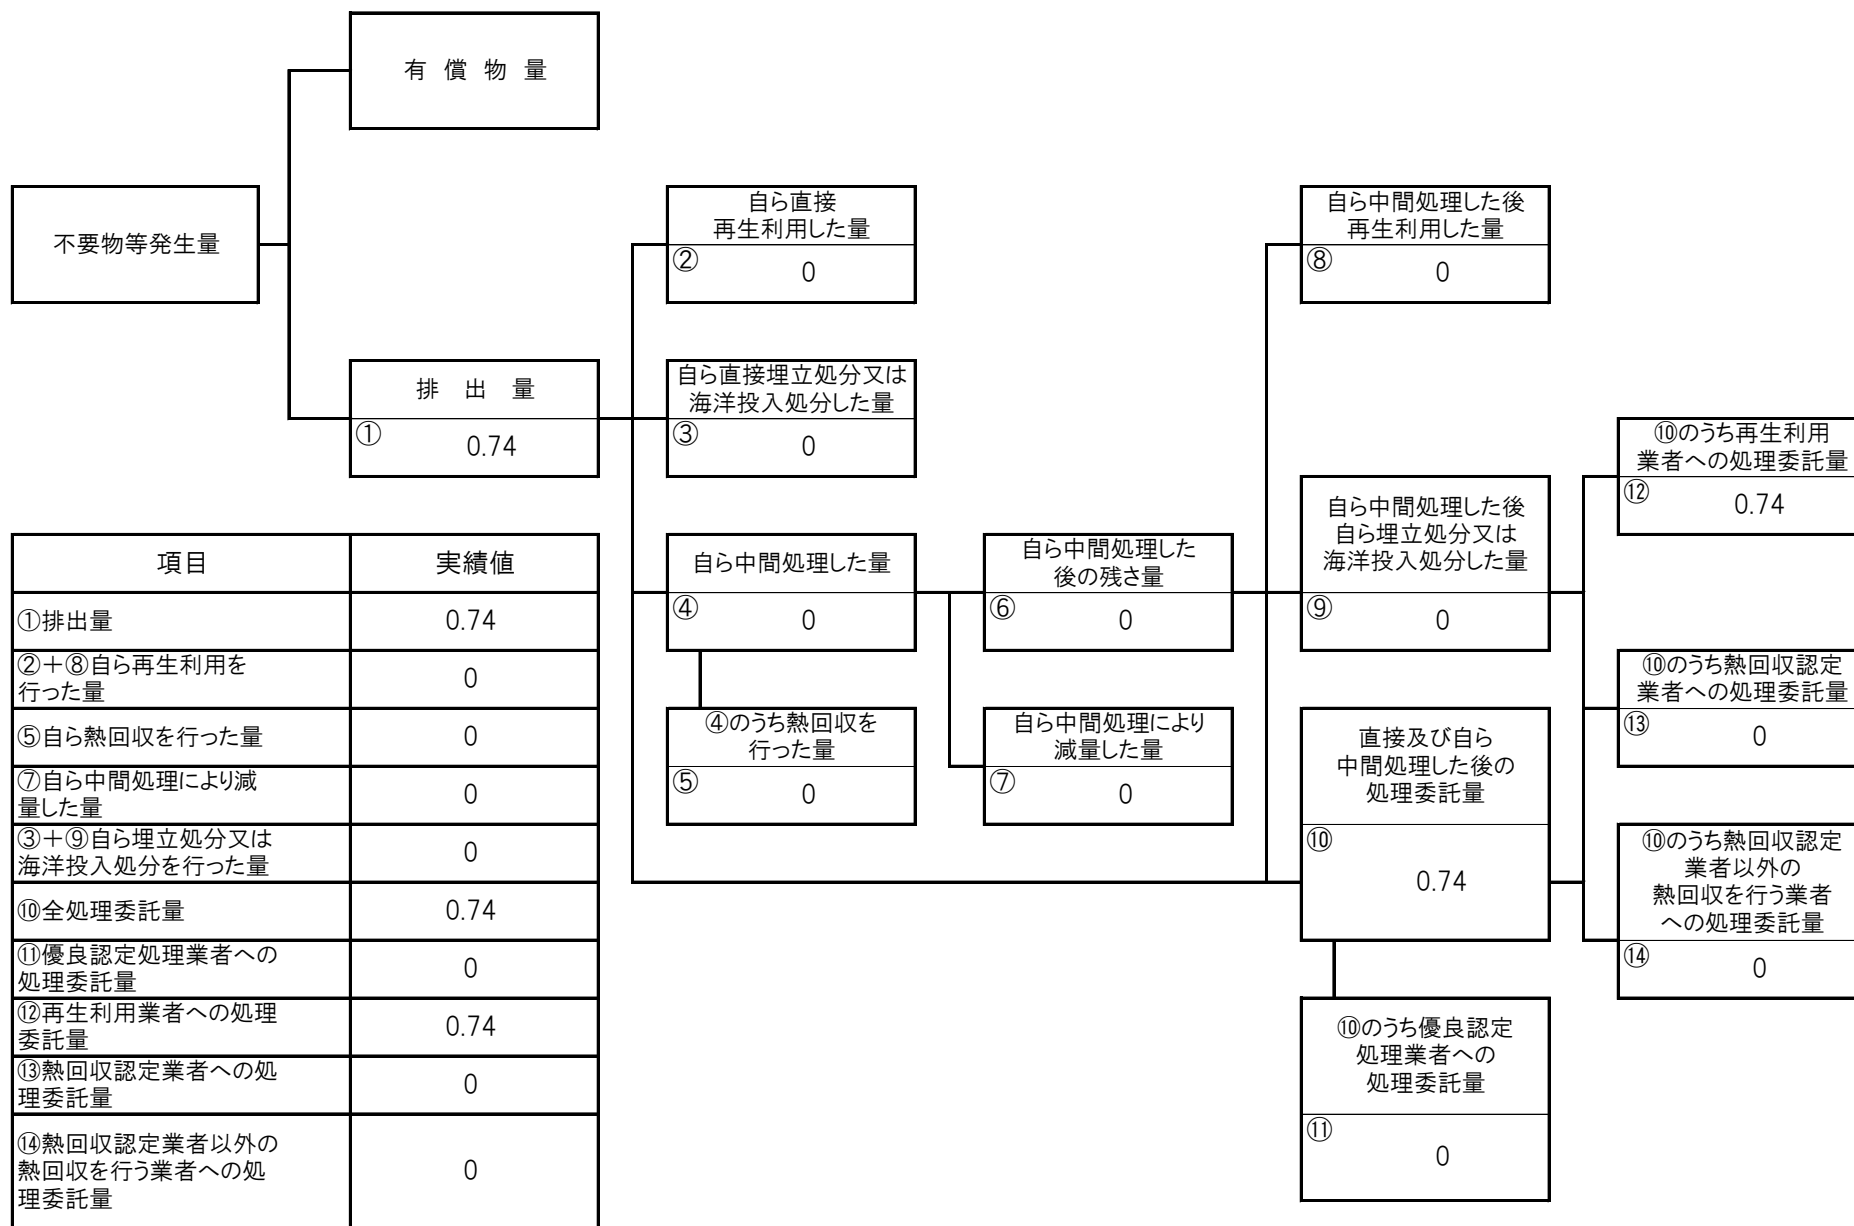 有 償 物 量
不要物等発生量
自ら直接
再生利用した量
②
0
自ら中間処理した後
再生利用した量
⑧
0
排 出 量
①
0.74
自ら直接埋立処分又は
海洋投入処分した量
③
0
⑩のうち再生利用
業者への処理委託量
⑫
0.74
自ら中間処理した後
自ら埋立処分又は
海洋投入処分した量
⑨
0
自ら中間処理した量
④
0
自ら中間処理した
後の残さ量
⑥
0
⑩のうち熱回収認定
業者への処理委託量
⑬
0
④のうち熱回収を
行った量
⑤
0
自ら中間処理により
減量した量
⑦
0
直接及び自ら
中間処理した後の
処理委託量
⑩
0.74
⑩のうち熱回収認定
業者以外の
熱回収を行う業者
への処理委託量
⑭
0
⑩のうち優良認定
処理業者への
処理委託量
⑪
0
項目 実績値
①排出量 0.74
②+⑧自ら再生利用を
行った量
0
⑤自ら熱回収を行った量 0
⑦自ら中間処理により減
量した量
0
③+⑨自ら埋立処分又は
海洋投入処分を行った量
0
⑩全処理委託量 0.74
⑪優良認定処理業者への
処理委託量
0
⑫再生利用業者への処理
委託量
0.74
⑬熱回収認定業者への処
理委託量
0
⑭熱回収認定業者以外の
熱回収を行う業者への処
理委託量
0